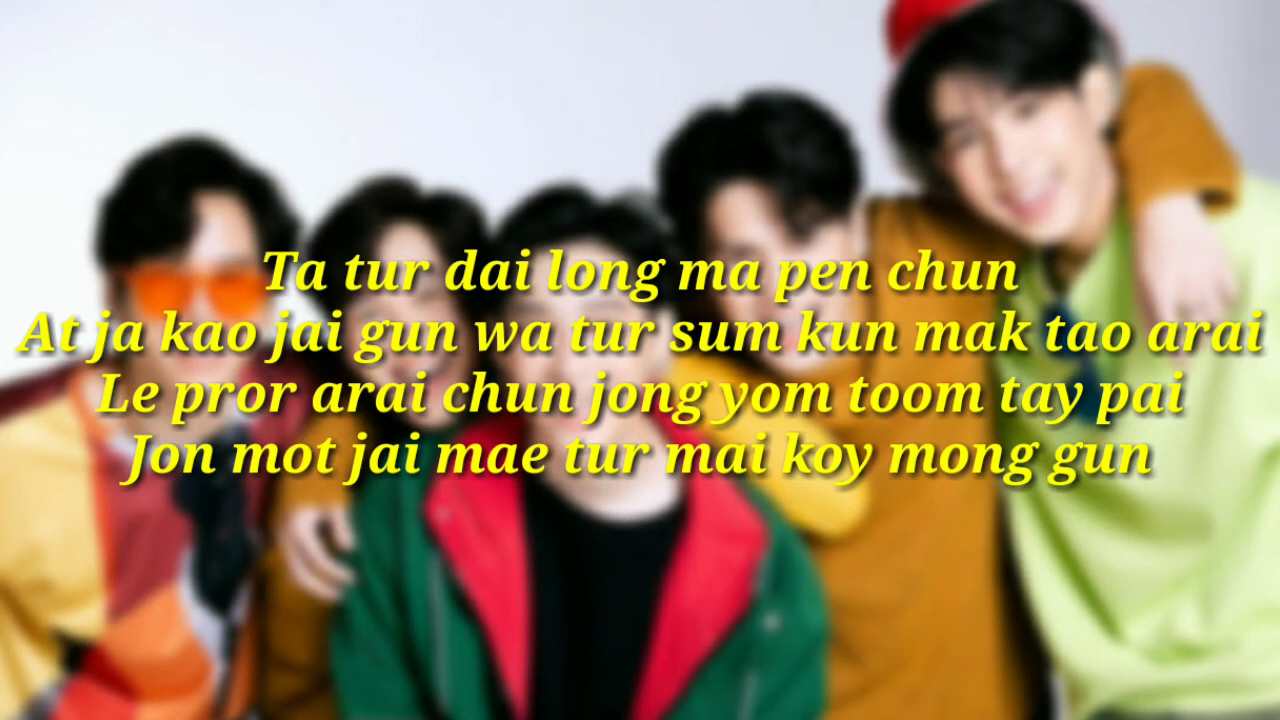 Ta tur dai long ma pen chun
At ja kao jai gun wa tur sum kun mak tao arai
Le pror arai chun jong yom toom tay pai
Jon mot jai mae tur mai koy mong gun